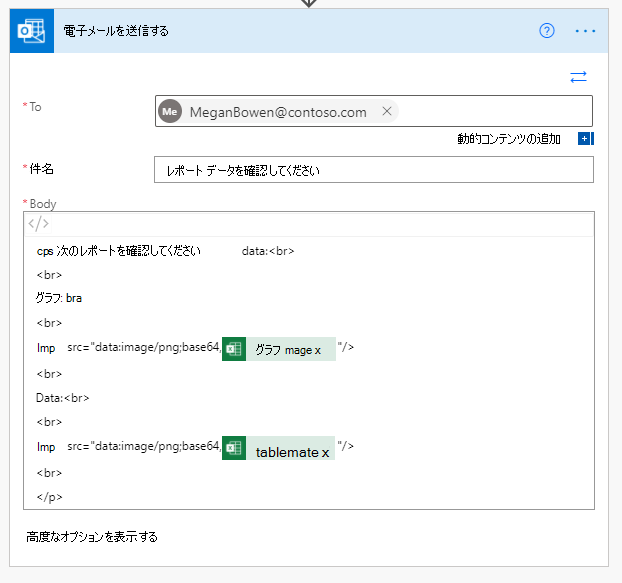 電子メールを送信する
*To
Me MeganBowen@contoso.com ×
動的コンテンツの追加
*件名 レポート データを確認してください
*Body
</>
cps 次のレポートを確認してください data:<br>
<br>
グラフ: bra
<br>
Imp src="data:image/png;base64, グラフ mage x "/>
<br>
Data:<br>
<br>
Imp src="data:image/png;base64, tablemate x "/>
<br>
</p>
高度なオプションを表示する